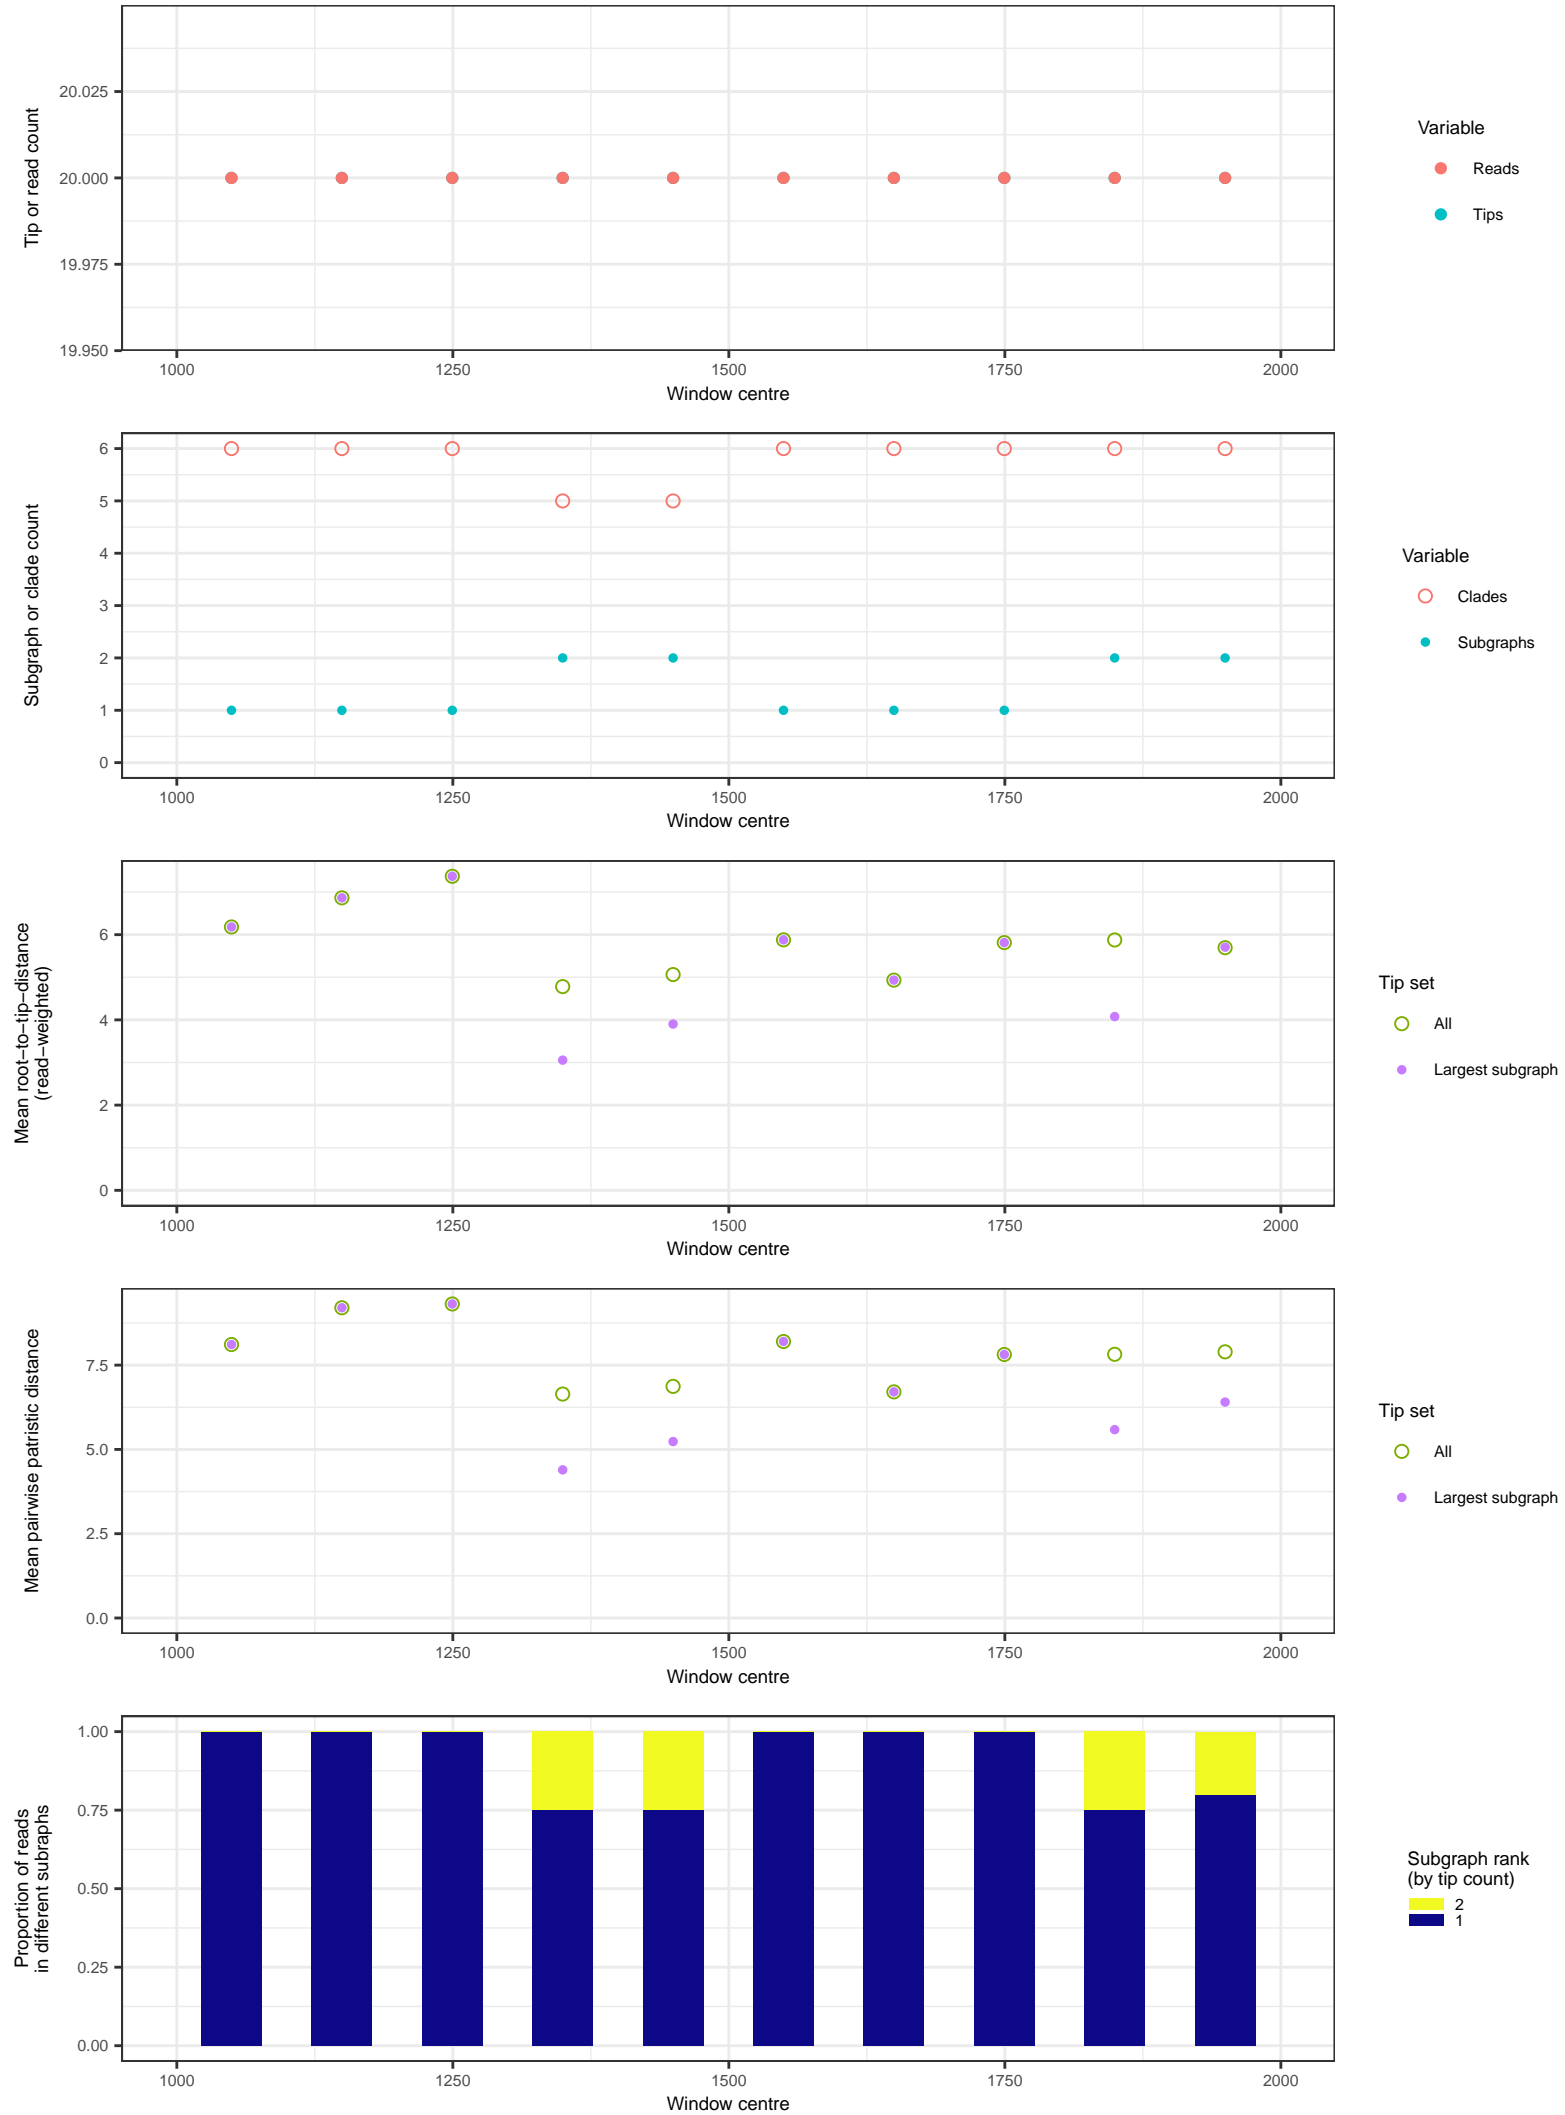 Tip or read count
20.025
20.000
19.975
19.950
1000 1250 1500 1750 2000
Window centre
Variable
Reads
Tips
Subgraph or clade count
6
5
4
3
2
1
0
1000 1250 1500 1750 2000
Window centre
Variable
Clades
Subgraphs
Mean root−to−tip−distance
(read−weighted)
6
4
2
0
1000 1250 1500 1750 2000
Window centre
Tip set
All
Largest subgraph
Mean pairwise patristic distance
7.5
5.0
2.5
0.0
1000 1250 1500 1750 2000
Window centre
Tip set
All
Largest subgraph
Proportion of reads
in different subraphs
1.00
0.75
0.50
0.25
0.00
1000 1250 1500 1750 2000
Window centre
Subgraph rank
(by tip count)
2
1